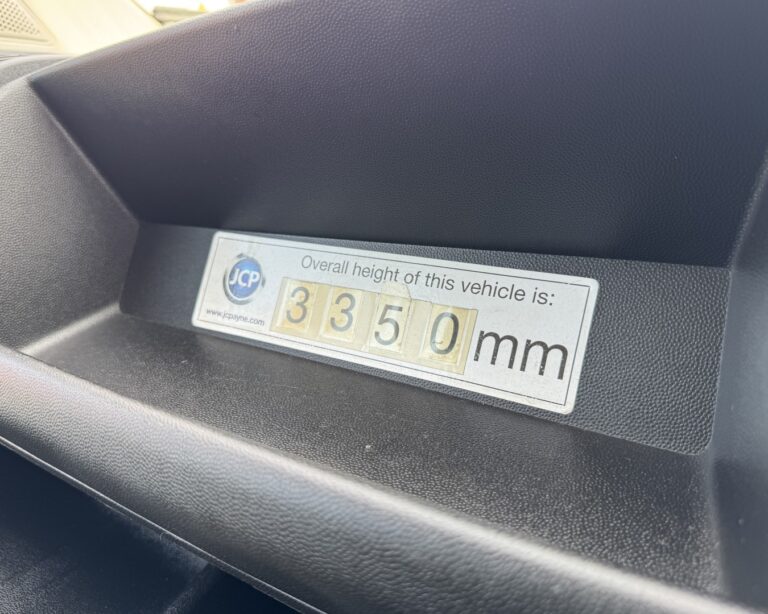 Overall height of this vehicle is:
JCP
www.jcpayne.com
3350mm